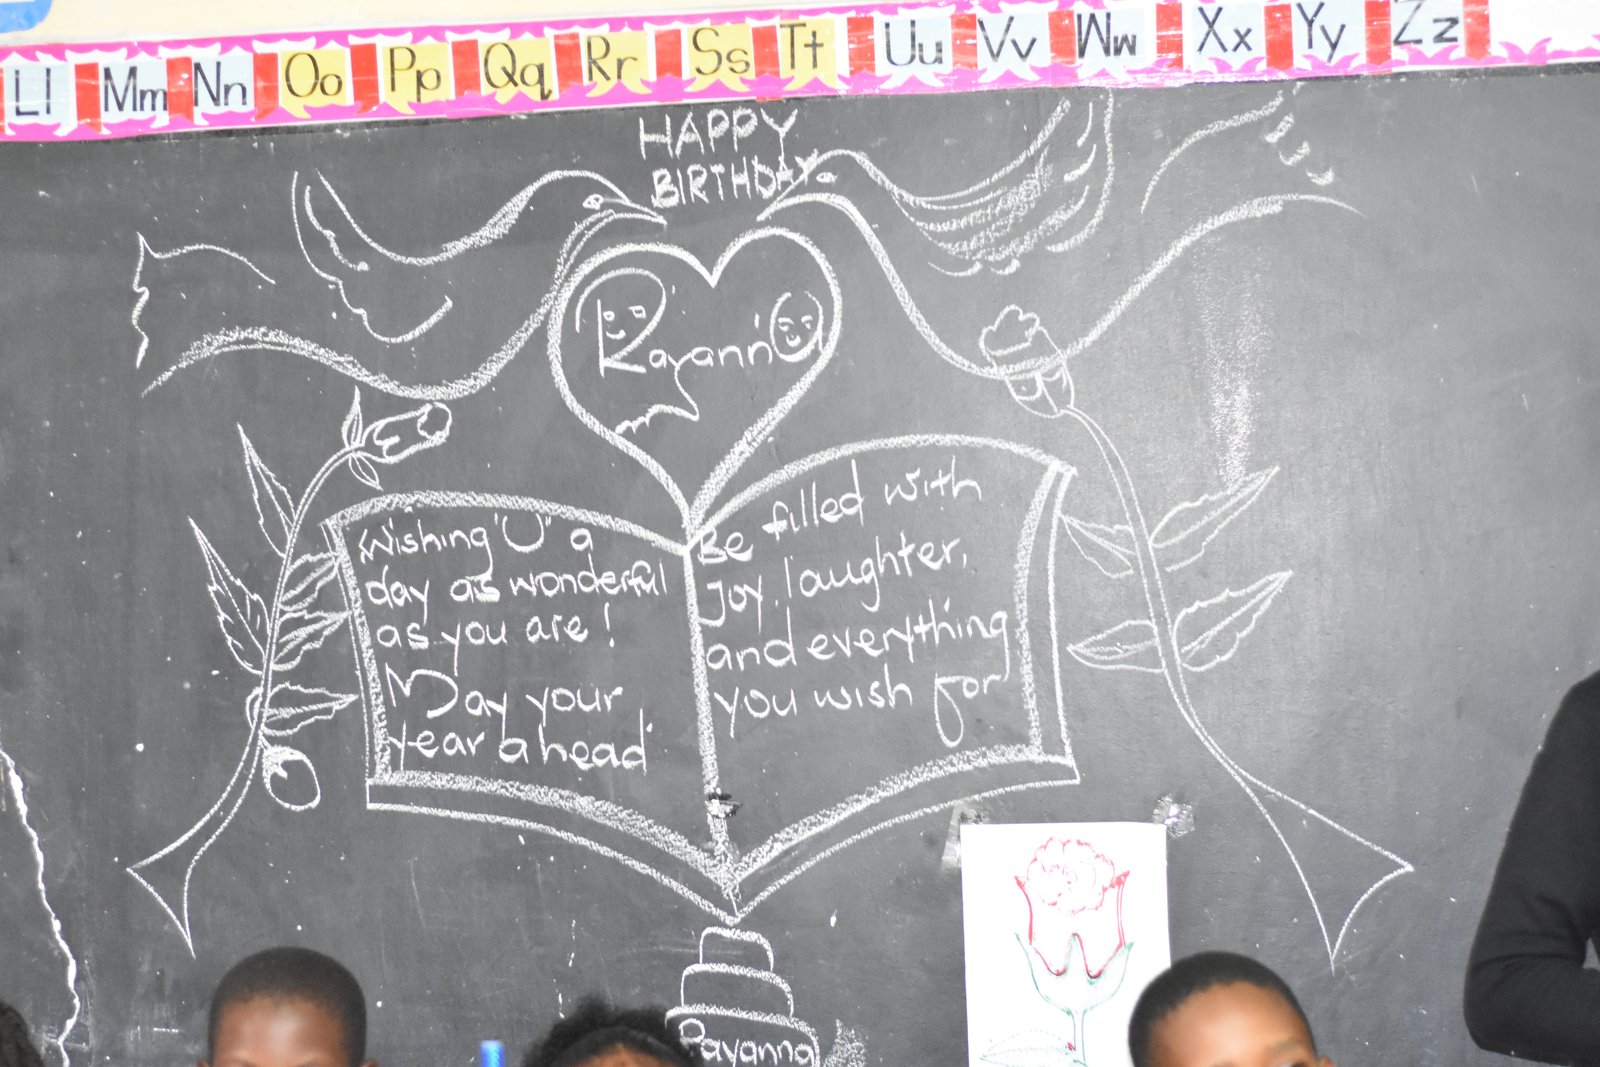 Ll Mm Nn Oo Pp Qq Rr Ss Tt Uu Vv Ww Xx Yy Zz
HAPPY
BIRTHDAY
Rayanna
Wishing "U" a
day as wonderful
as you are!
May your
year ahead
Be filled with
Joy, laughter,
and everything
you wish for
Rayanna